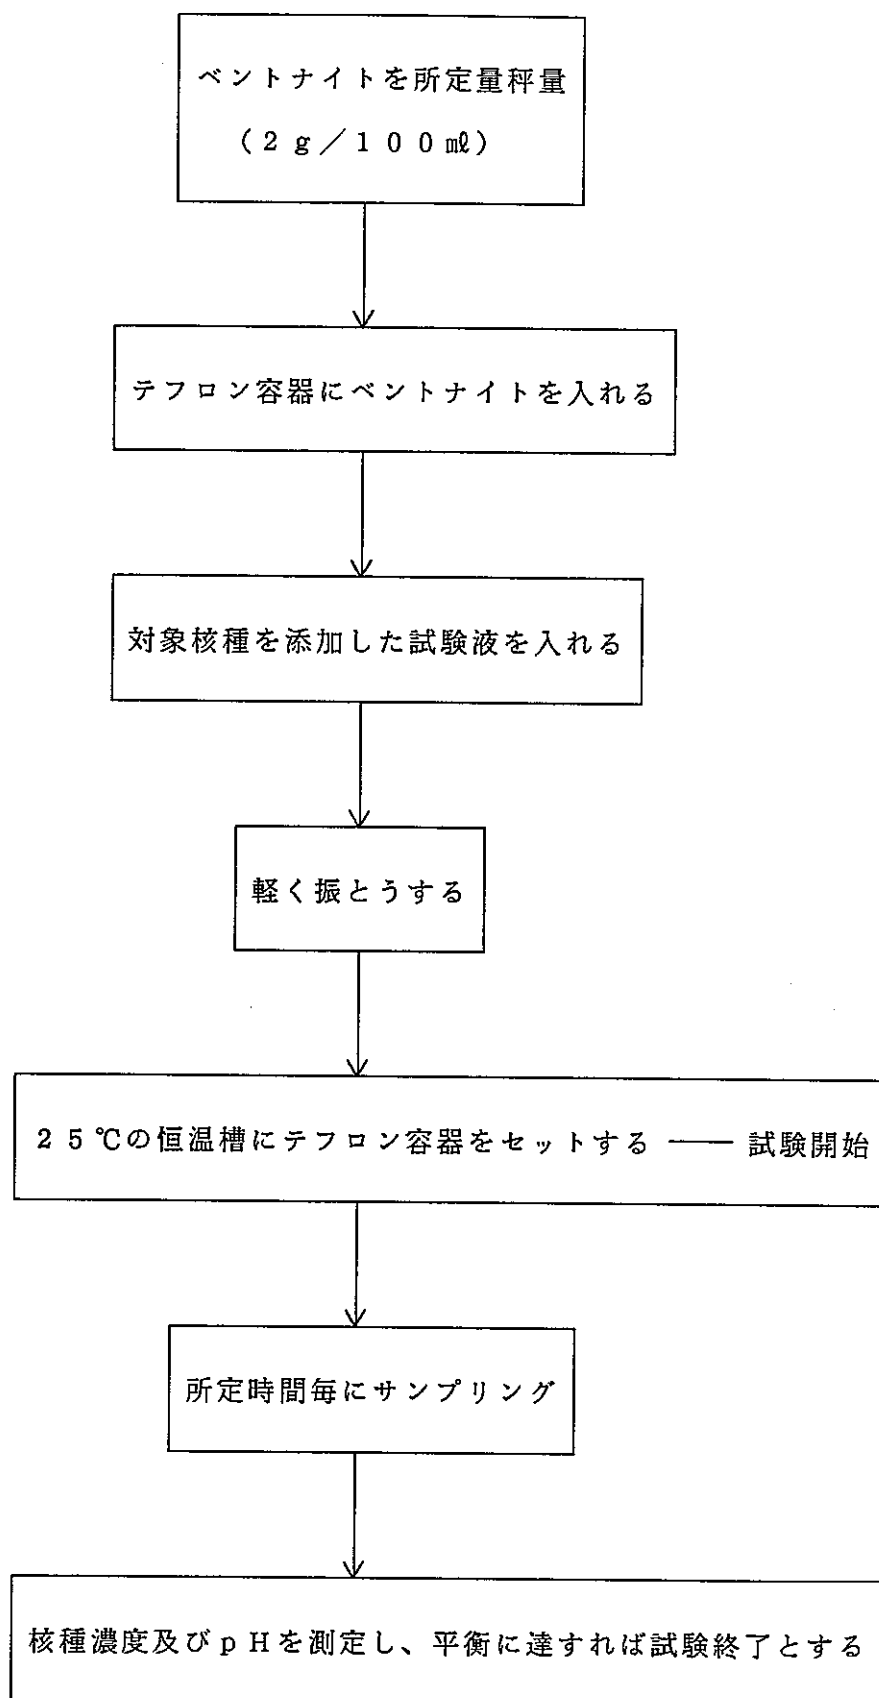 ベントナイトを所定量秤量
(2g/100㎖)
テフロン容器にベントナイトを入れる
対象核種を添加した試験液を入れる
軽く振とうする
25℃の恒温槽にテフロン容器をセットする ── 試験開始
所定時間毎にサンプリング
核種濃度及びpHを測定し、平衡に達すれば試験終了とする